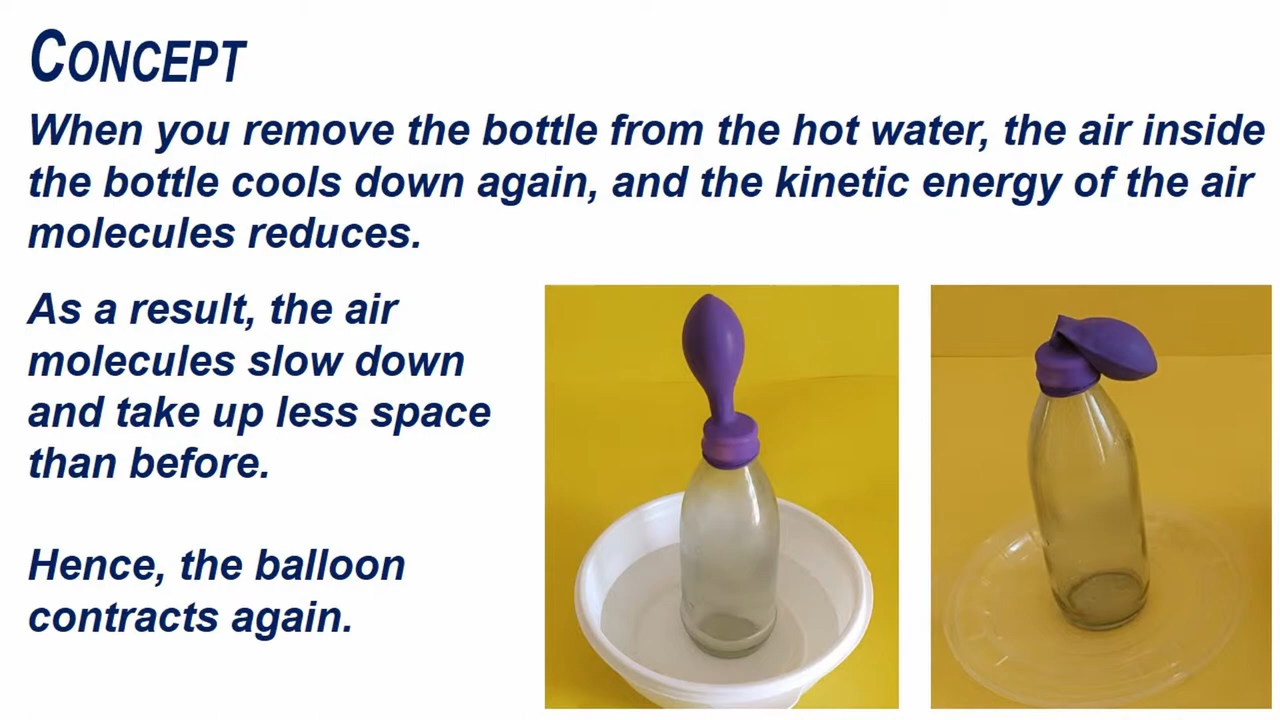 CONCEPT
When you remove the bottle from the hot water, the air inside
the bottle cools down again, and the kinetic energy of the air
molecules reduces.
As a result, the air
molecules slow down
and take up less space
than before.
Hence, the balloon
contracts again.